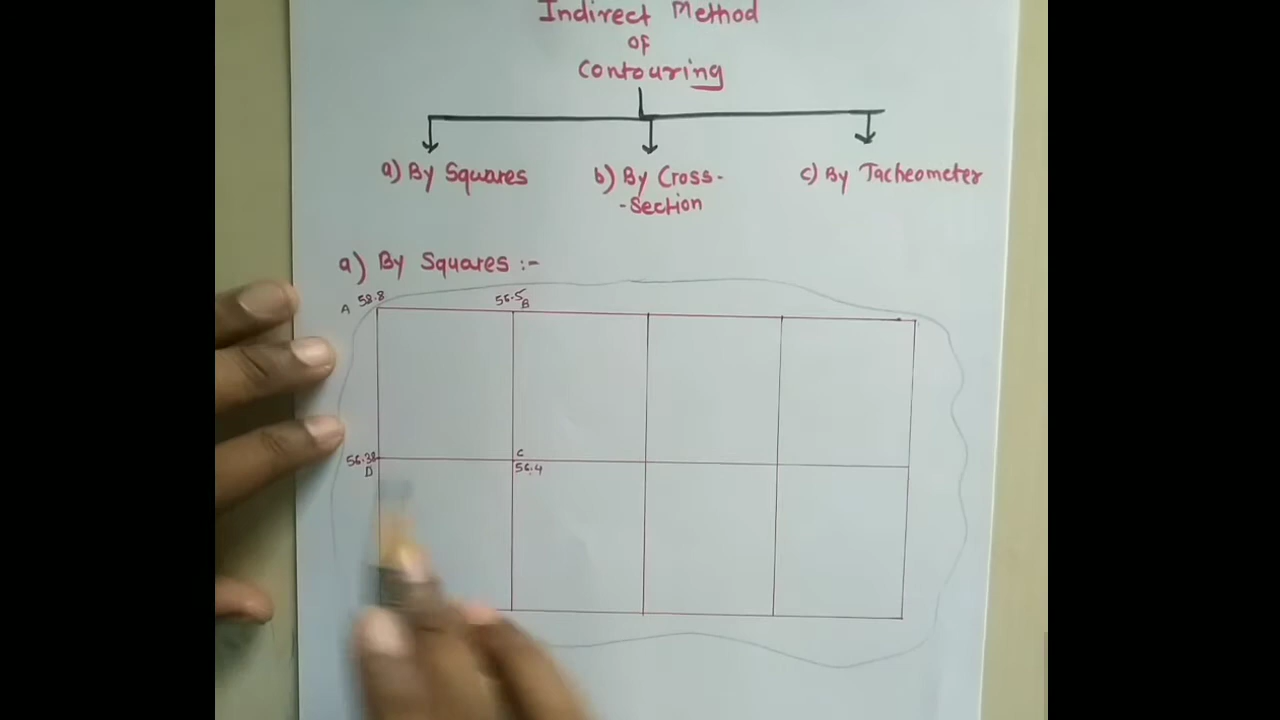 Indirect Method
of
Contouring
a) By Squares
b) By Cross-
-Section
c) By Tacheometer
a) By Squares :-
A 58.8
56.5
B
56.38
D
C
56.4